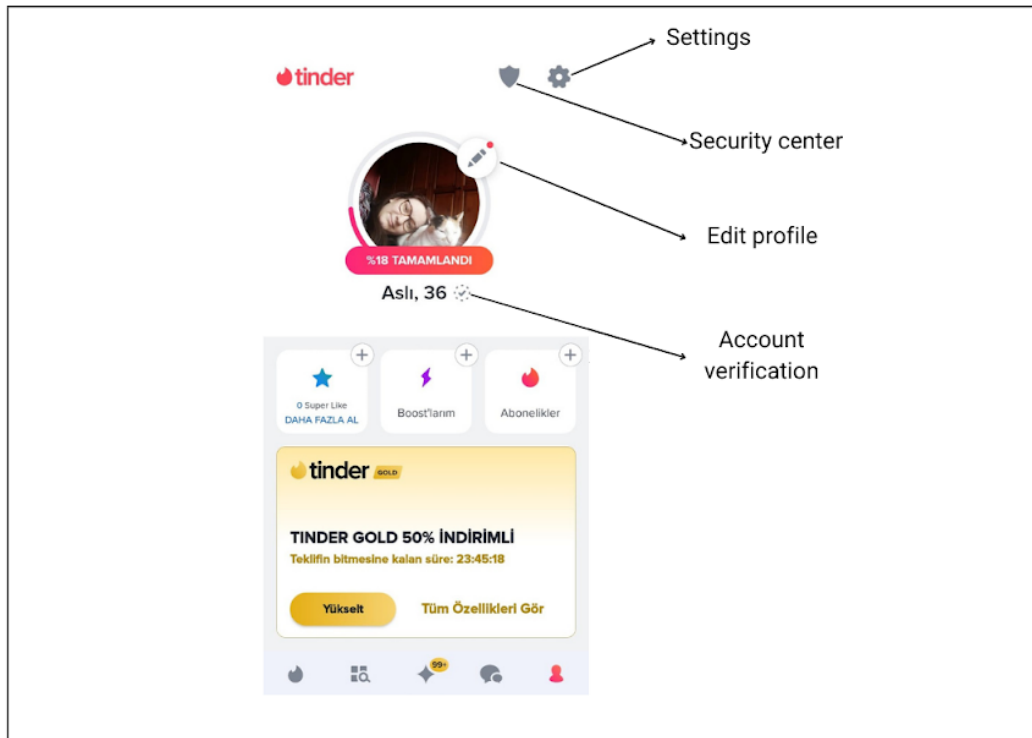 Settings
tinder
Security center
Edit profile
%18 TAMAMLANDI
Aslı, 36
Account
verification
0 Super Like
DAHA FAZLA AL
Boost'larım
Abonelikler
tinder GOLD
TINDER GOLD 50% İNDİRİMLİ
Teklifin bitmesine kalan süre: 23:45:18
Yükselt
Tüm Özellikleri Gör
99+